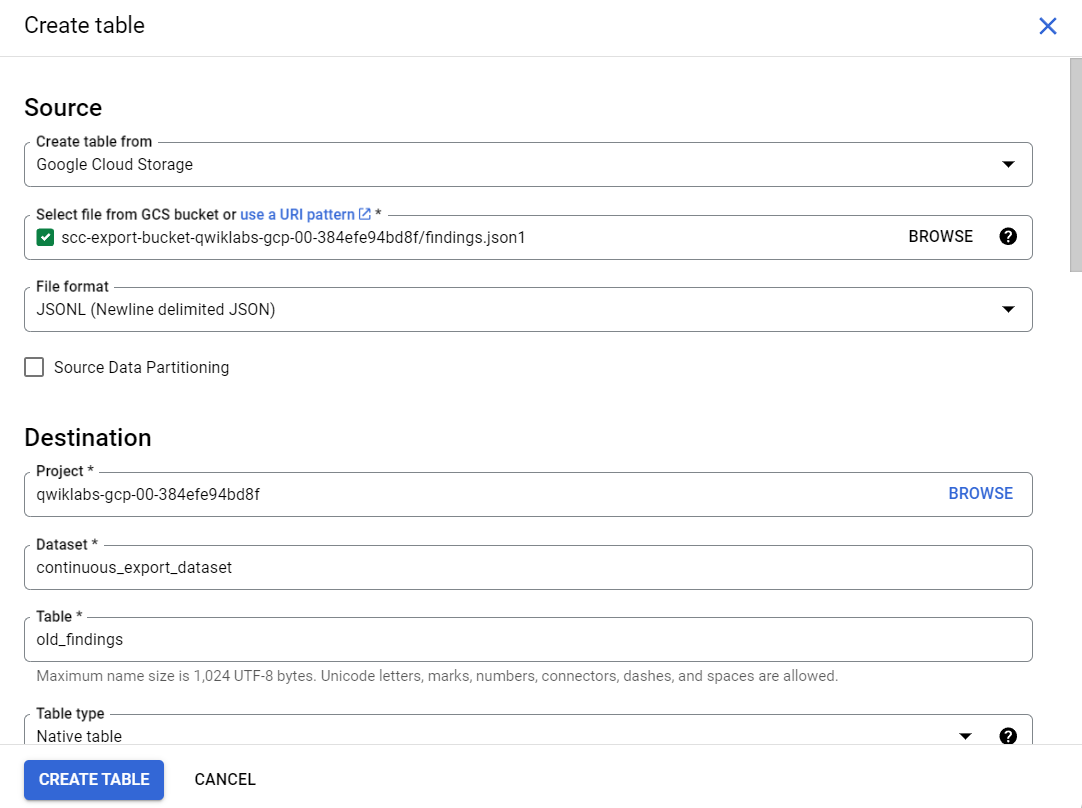 Create table
Source
Create table from
Google Cloud Storage
Select file from GCS bucket or use a URI pattern *
scc-export-bucket-qwiklabs-gcp-00-384efe94bd8f/findings.json1
BROWSE
File format
JSONL (Newline delimited JSON)
Source Data Partitioning
Destination
Project *
qwiklabs-gcp-00-384efe94bd8f
BROWSE
Dataset *
continuous_export_dataset
Table *
old_findings
Maximum name size is 1,024 UTF-8 bytes. Unicode letters, marks, numbers, connectors, dashes, and spaces are allowed.
Table type
Native table
CREATE TABLE
CANCEL